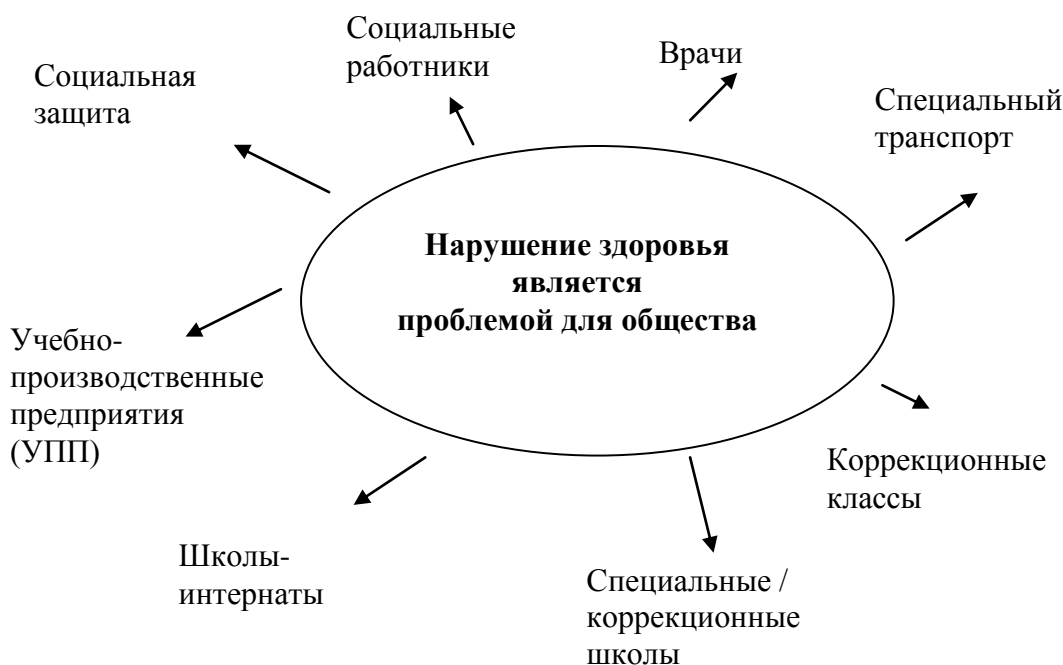 Социальные
работники
Врачи
Социальная
защита
Специальный
транспорт
Нарушение здоровья
является
проблемой для общества
Учебно-
производственные
предприятия
(УПП)
Коррекционные
классы
Школы-
интернаты
Специальные /
коррекционные
школы